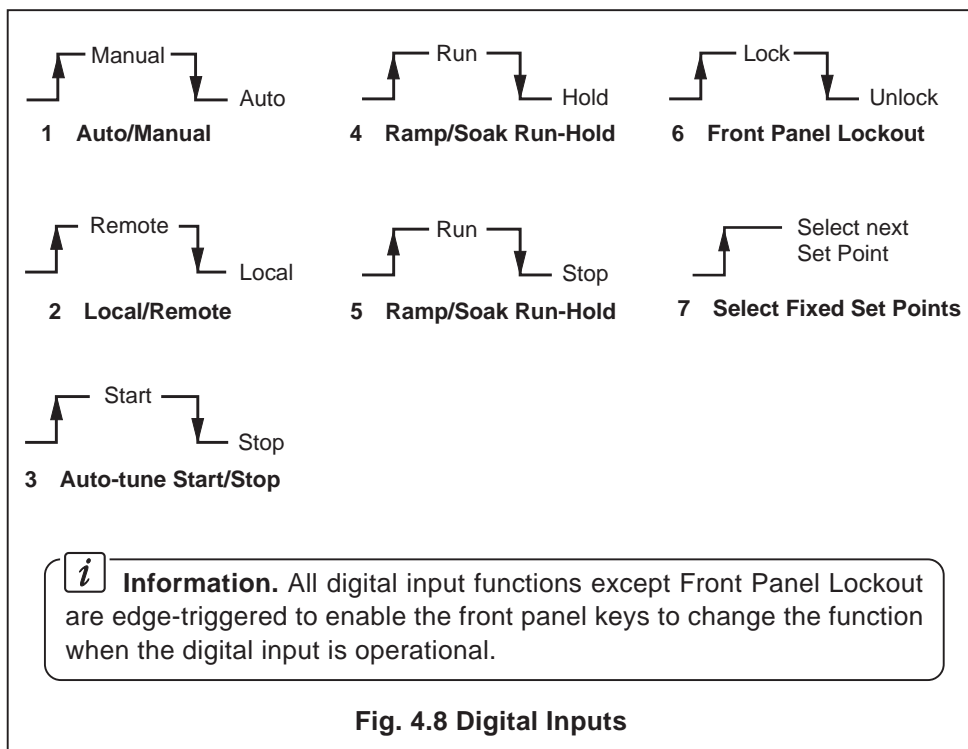 Manual
Auto
1 Auto/Manual
Run
Hold
4 Ramp/Soak Run-Hold
Lock
Unlock
6 Front Panel Lockout
Remote
Local
2 Local/Remote
Run
Stop
5 Ramp/Soak Run-Hold
Select next
Set Point
7 Select Fixed Set Points
Start
Stop
3 Auto-tune Start/Stop
i Information. All digital input functions except Front Panel Lockout
are edge-triggered to enable the front panel keys to change the function
when the digital input is operational.
Fig. 4.8 Digital Inputs